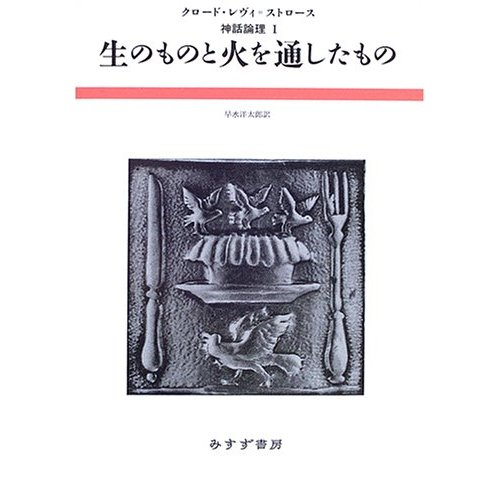 クロード・レヴィ=ストロース
神話論理 I
生のものと火を通したもの
早水洋太郎訳
みすず書房